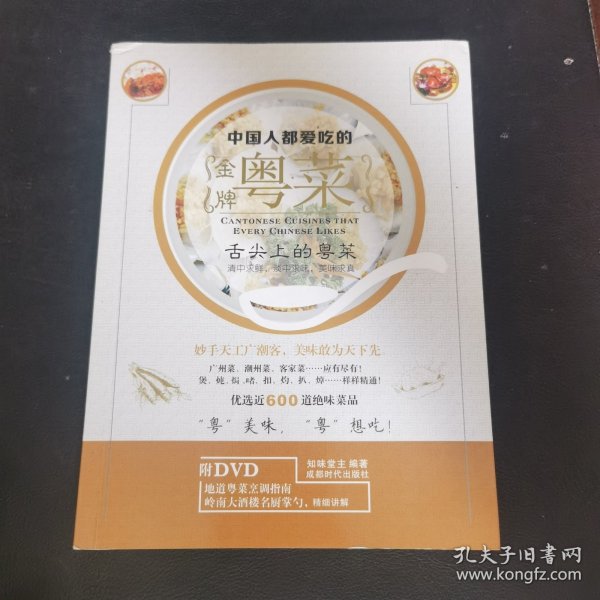 中国人都爱吃的
金牌
粤菜
CANTONESE CUISINES THAT
EVERY CHINESE LIKES
舌尖上的粤菜
清中求鲜，淡中求味，美味求真
妙手天工广潮客，美味敢为天下先
广州菜、潮州菜、客家菜……应有尽有！
煲、炖、焗、啫、扣、灼、扒、焯……样样精通！
优选近600道绝味菜品
“粤”美味，“粤”想吃！
附DVD
地道粤菜烹调指南
岭南大酒楼名厨掌勺，精细讲解
知味堂主 编著
成都时代出版社
孔夫子旧书网
www.kongfz.com